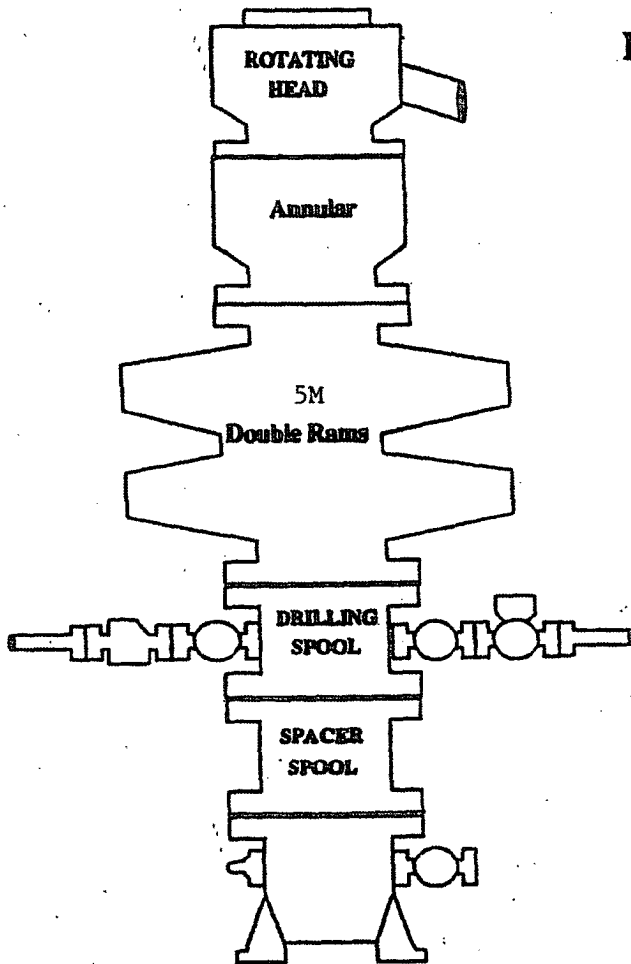 ROTATING
HEAD
Annular
5M
Double Rams
DRILLING
SPOOL
SPACER
SPOOL